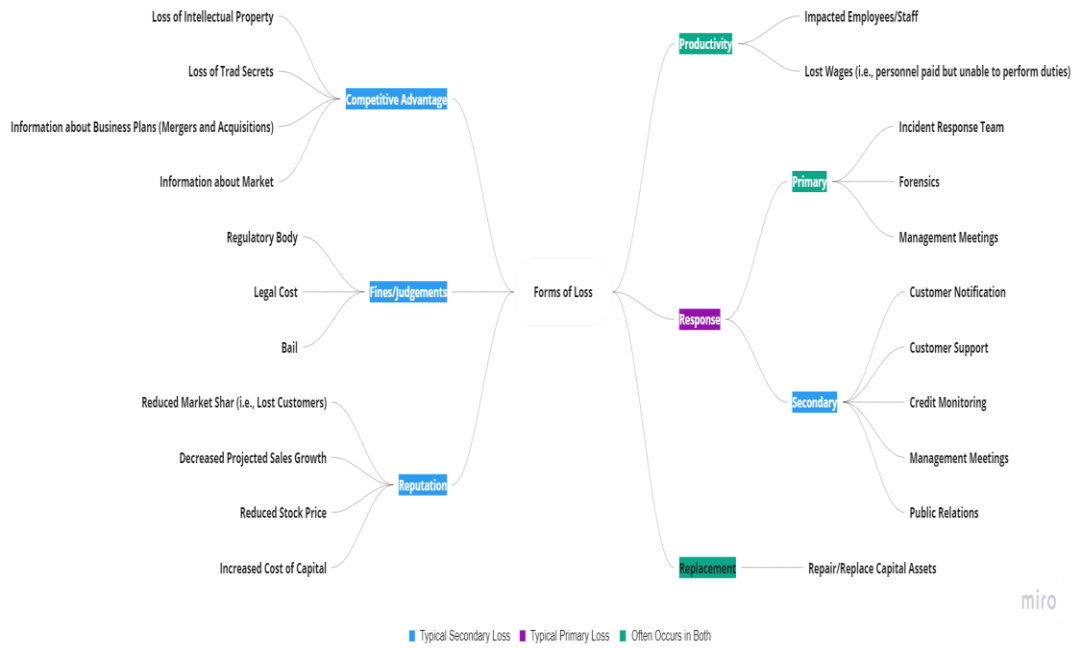 Loss of Intellectual Property
Loss of Trad Secrets
Competitive Advantage
Information about Business Plans (Mergers and Acquisitions)
Information about Market
Regulatory Body
Legal Cost
Fines/Judgements
Bail
Reduced Market Shar (i.e., Lost Customers)
Decreased Projected Sales Growth
Reputation
Reduced Stock Price
Increased Cost of Capital
Forms of Loss
Impacted Employees/Staff
Productivity
Lost Wages (i.e., personnel paid but unable to perform duties)
Incident Response Team
Primary
Forensics
Management Meetings
Response
Customer Notification
Customer Support
Secondary
Credit Monitoring
Management Meetings
Public Relations
Replacement
Repair/Replace Capital Assets
miro
Typical Secondary Loss
Typical Primary Loss
Often Occurs in Both